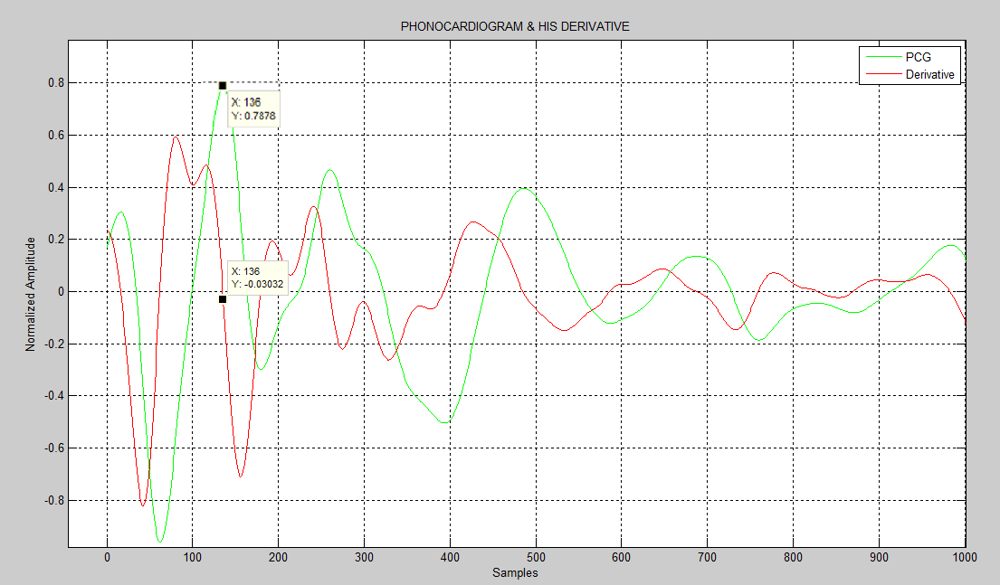 PHONOCARDIOGRAM & HIS DERIVATIVE
PCG
Derivative
X: 136
Y: 0.7878
X: 136
Y: -0.03032
Normalized Amplitude
0.8
0.6
0.4
0.2
0
-0.2
-0.4
-0.6
-0.8
0 100 200 300 400 500 600 700 800 900 1000
Samples